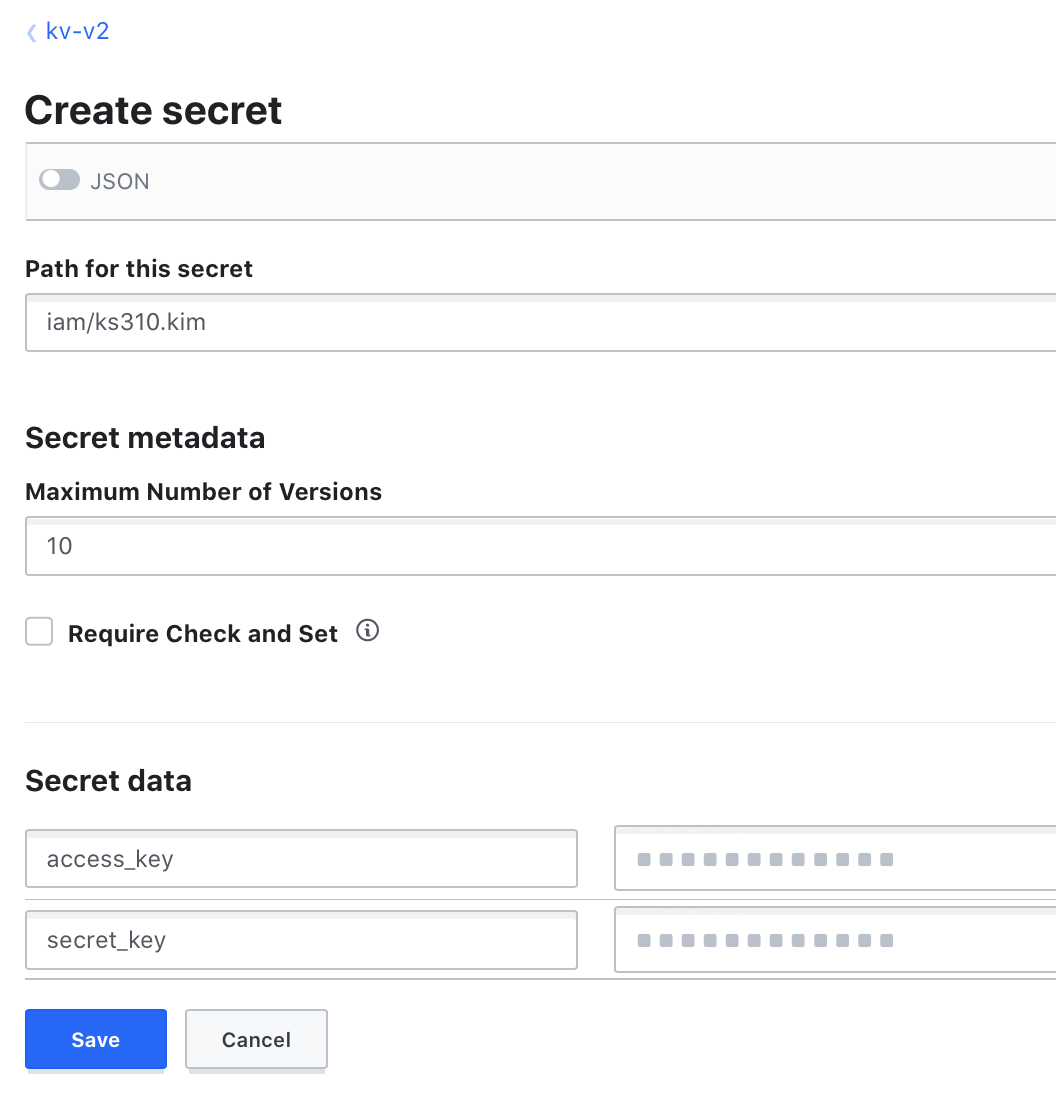 kv-v2
Create secret
JSON
Path for this secret
iam/ks310.kim
Secret metadata
Maximum Number of Versions
10
Require Check and Set
Secret data
access_key
secret_key
Save Cancel